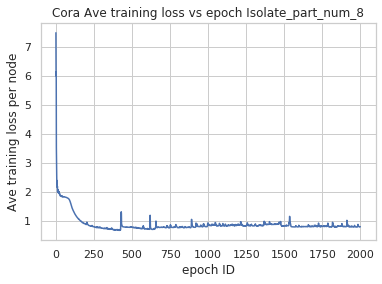 Cora Ave training loss vs epoch Isolate_part_num_8
Ave training loss per node
7
6
5
4
3
2
1
0 250 500 750 1000 1250 1500 1750 2000
epoch ID